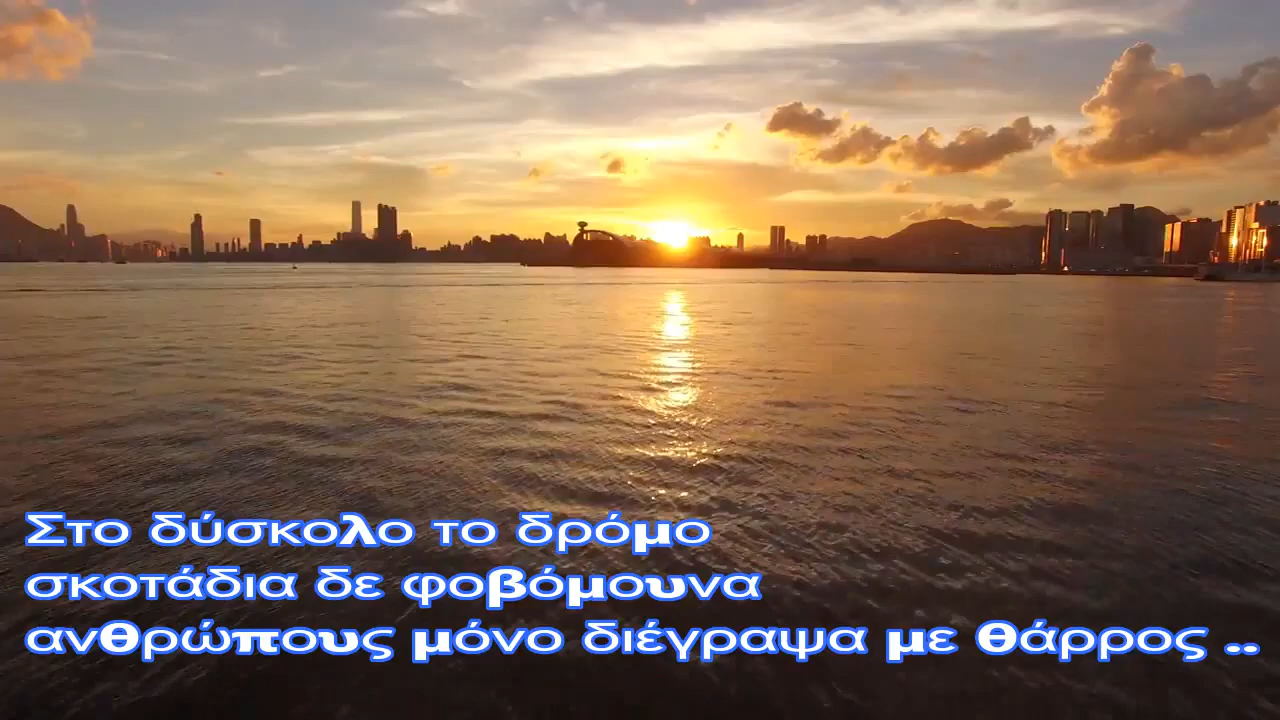 Στο δύσκολο το δρόμο
σκοτάδια δε φοβόμουνα
ανθρώπους μόνο διέγραψα με θάρρος ..